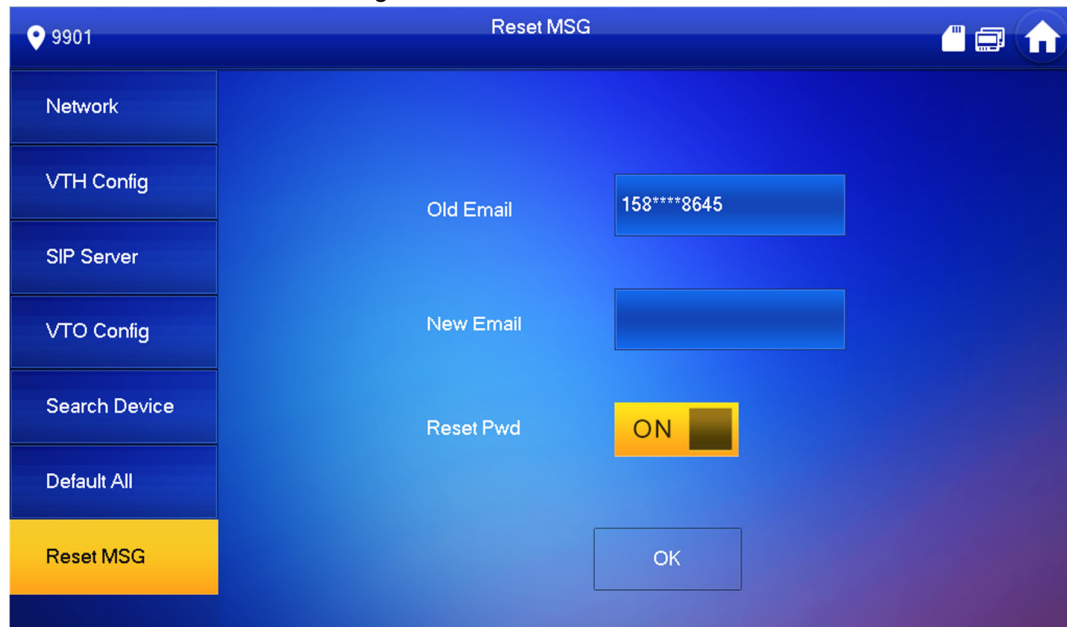 9901
Reset MSG
Network
VTH Config
SIP Server
VTO Config
Search Device
Default All
Reset MSG
Old Email
158****8645
New Email
Reset Pwd
ON
OK